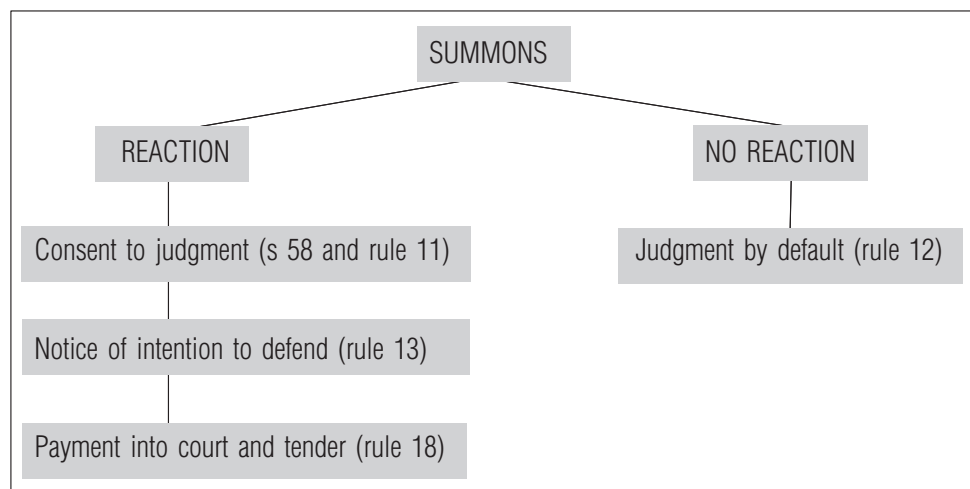 SUMMONS
REACTION
NO REACTION
Consent to judgment (s 58 and rule 11)
Judgment by default (rule 12)
Notice of intention to defend (rule 13)
Payment into court and tender (rule 18)